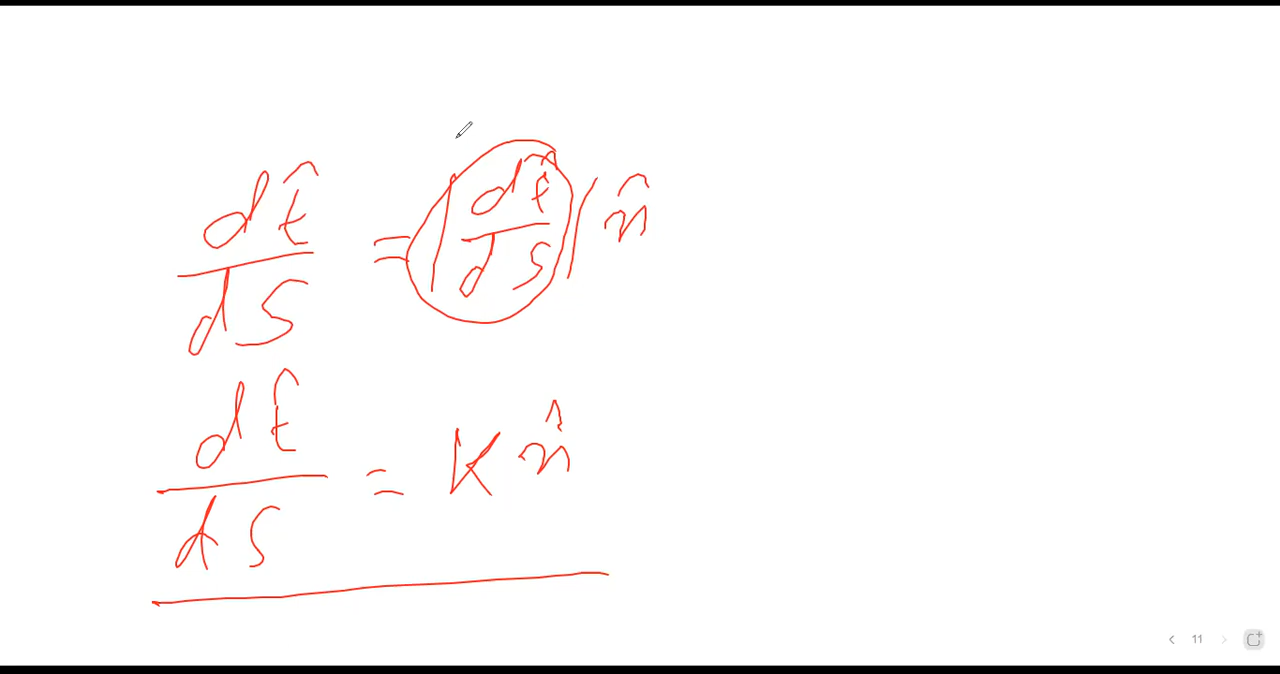 dt̂/dS = |dt̂/dS| n̂
dt̂/dS = K n̂
11